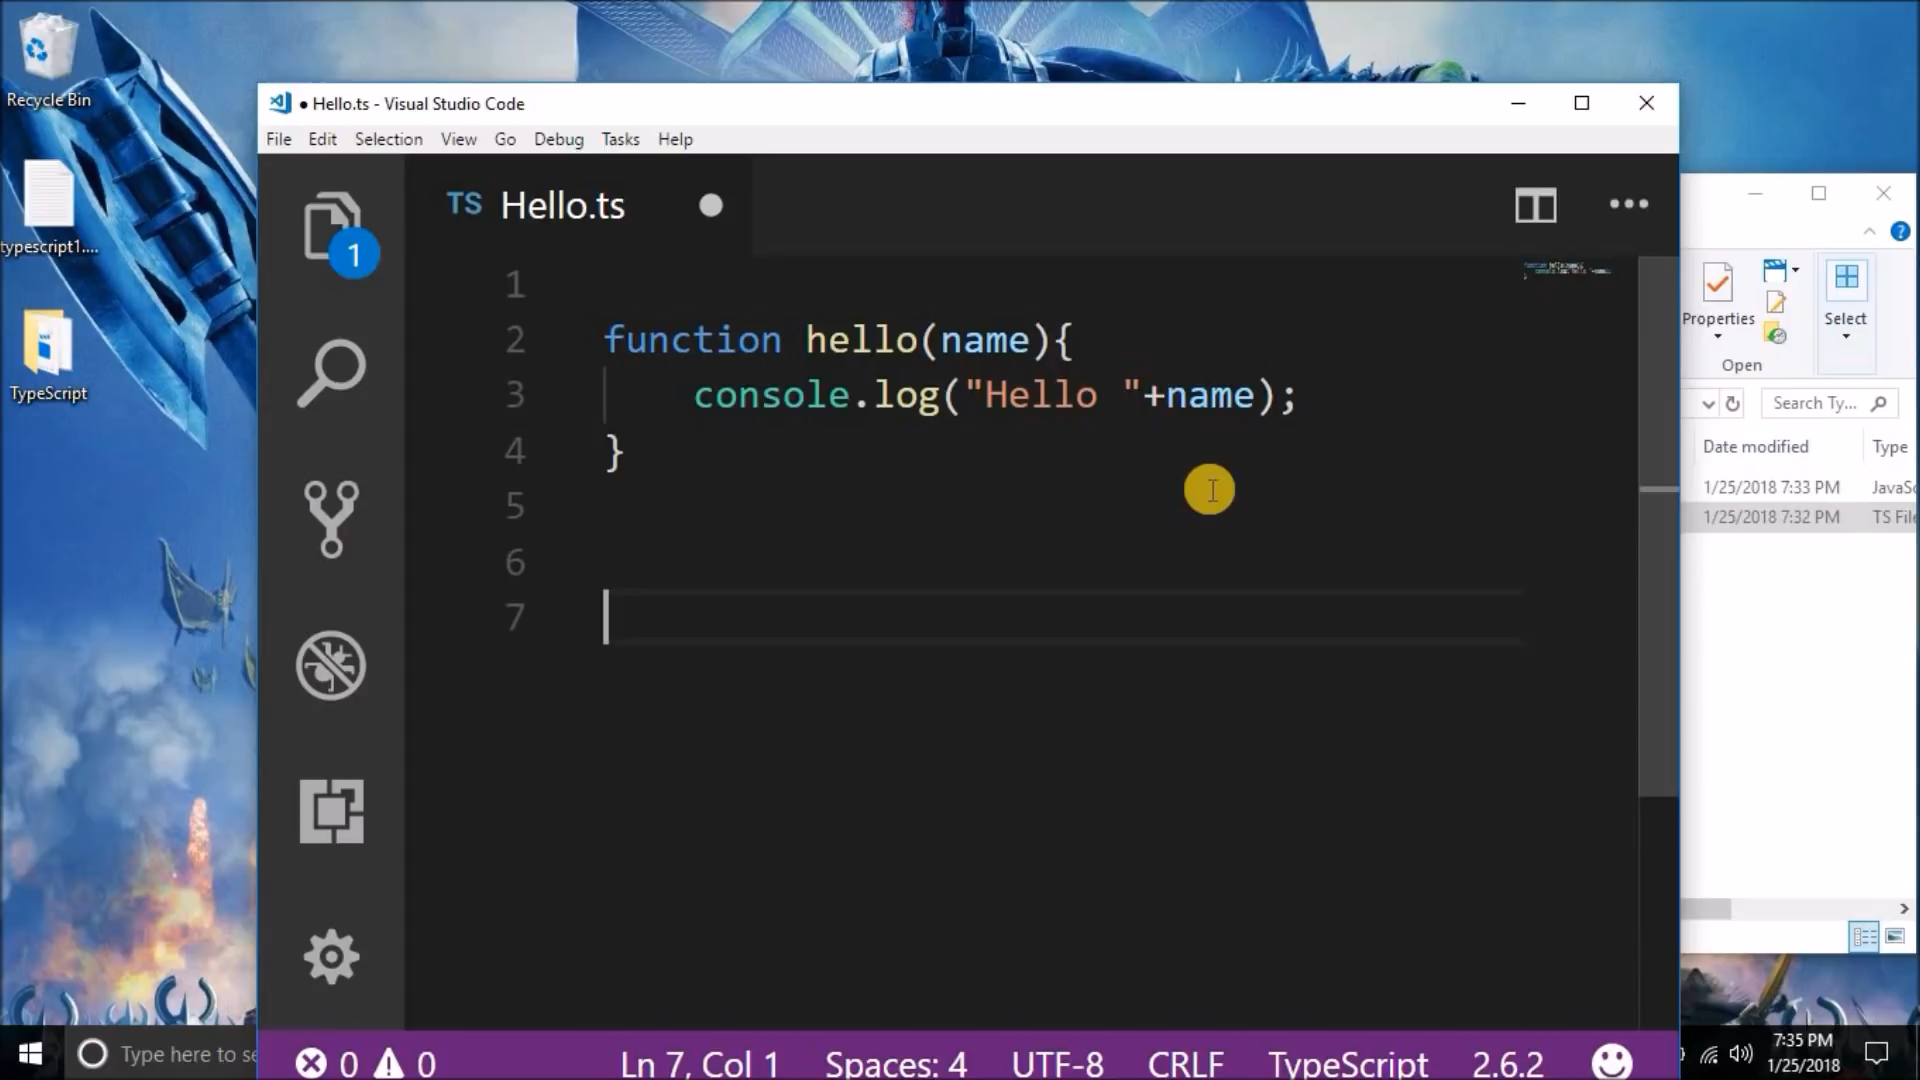 Recycle Bin
typescript1....
TypeScript
● Hello.ts - Visual Studio Code
File Edit Selection View Go Debug Tasks Help
1
TS Hello.ts
1
2 function hello(name){
3 console.log("Hello "+name);
4 }
5
6
7
Properties
Select
Open
Search Ty...
Date modified Type
1/25/2018 7:33 PM JavaSc
1/25/2018 7:32 PM TS File
0 0 Ln 7, Col 1 Spaces: 4 UTF-8 CRLF TypeScript 2.6.2
Type here to se
7:35 PM
1/25/2018